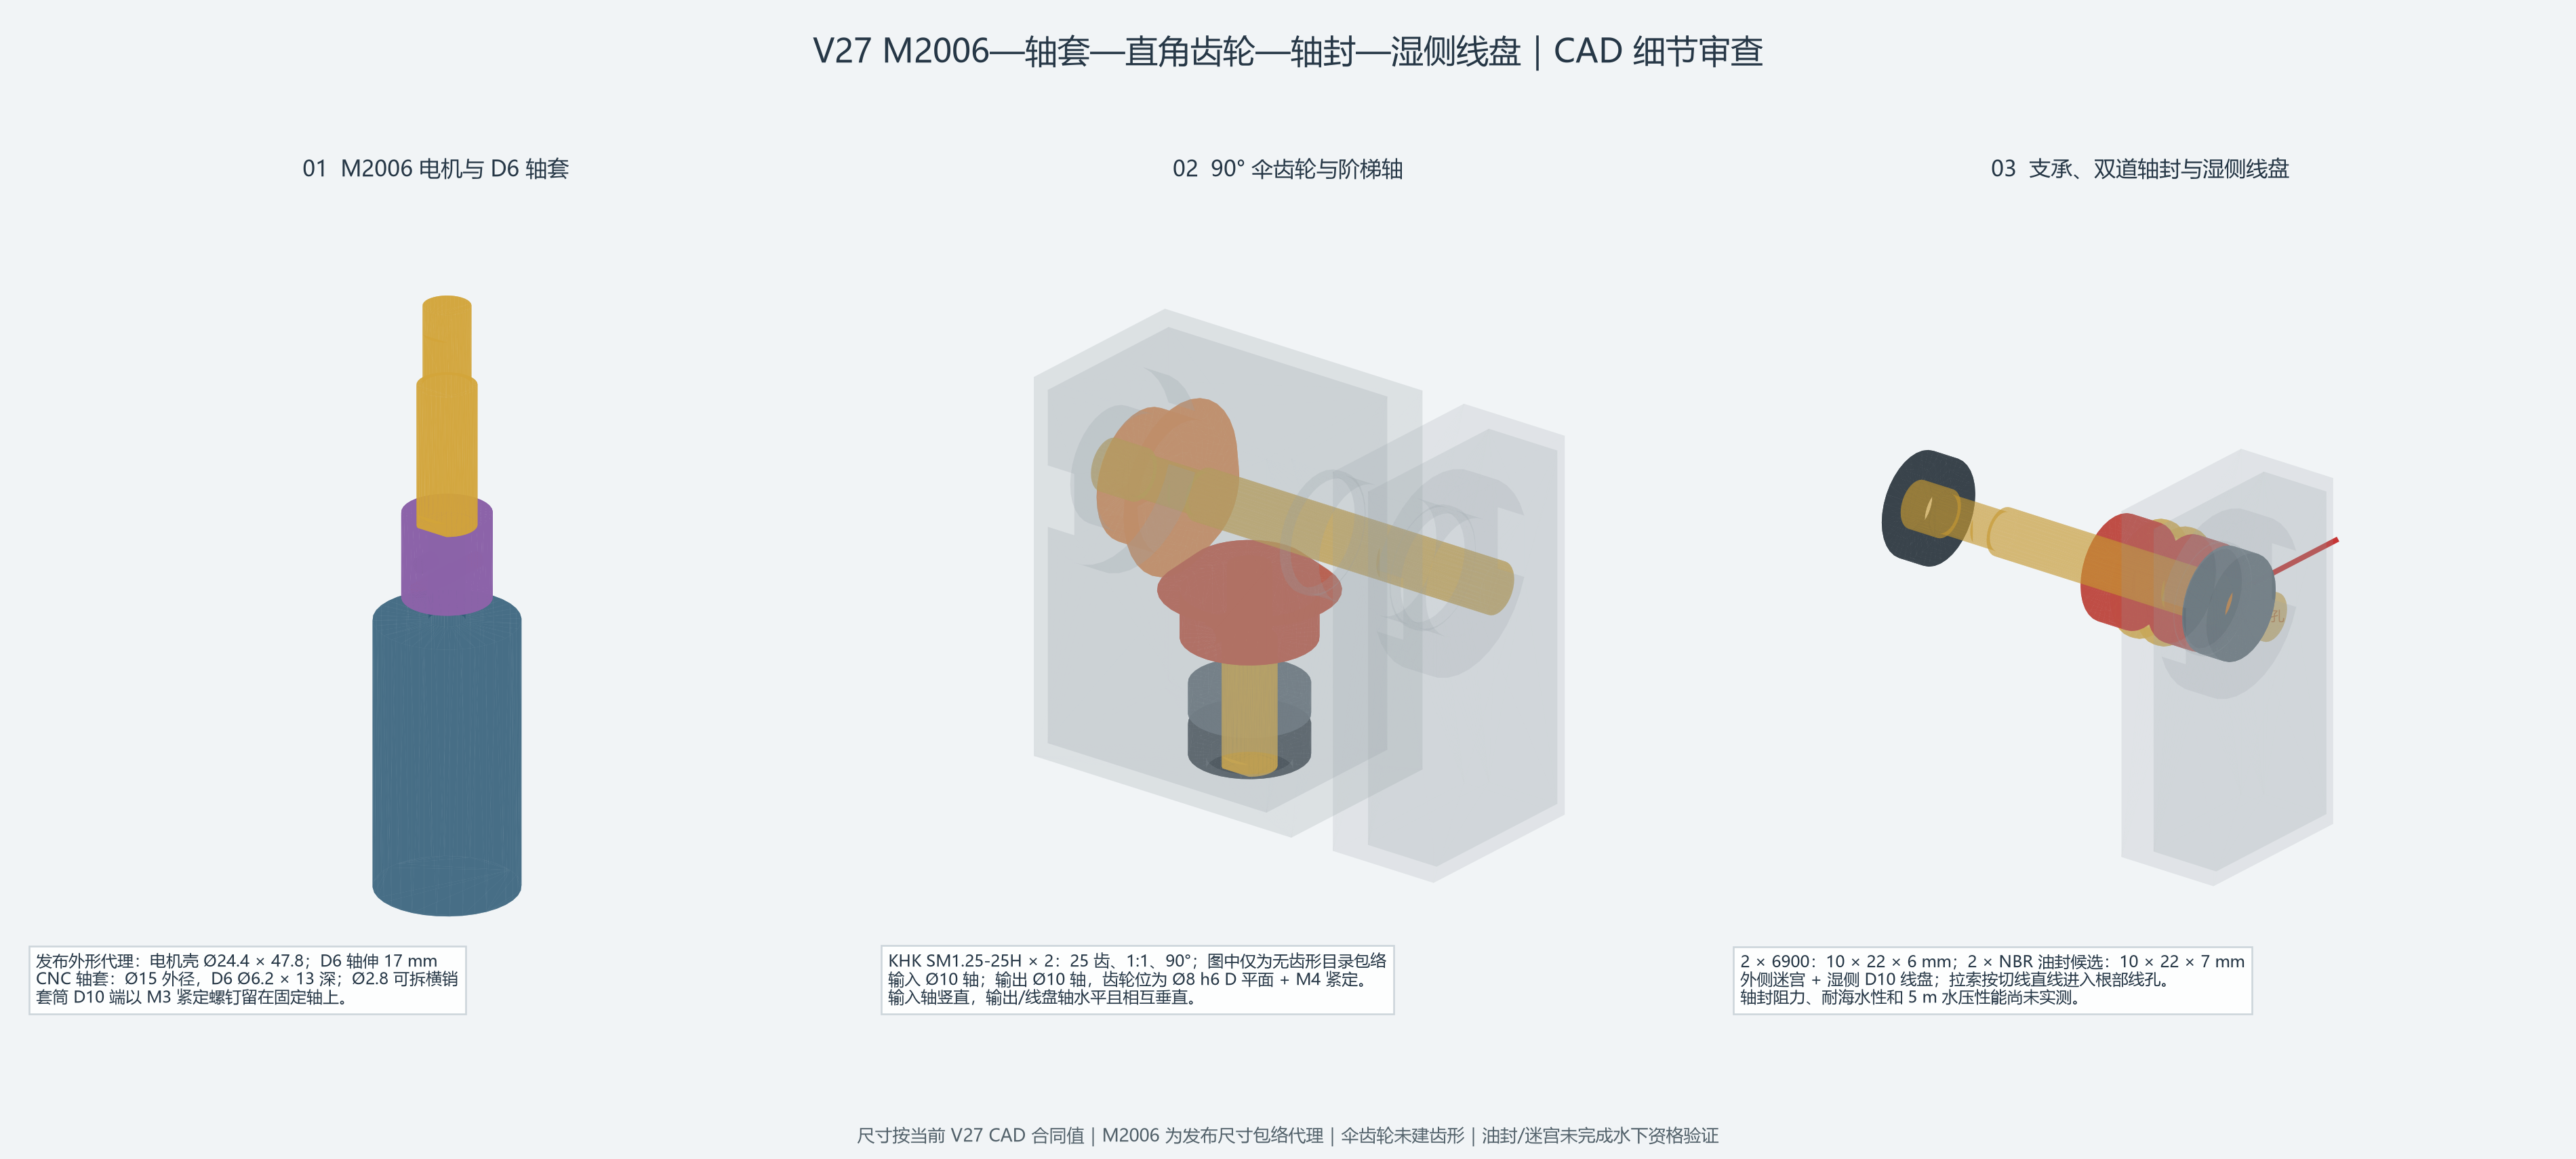 V27 M2006—轴套—直角齿轮—轴封—湿侧线盘｜CAD 细节审查
01 M2006 电机与 D6 轴套
02 90° 伞齿轮与阶梯轴
03 支承、双道轴封与湿侧线盘
孔
发布外形代理：电机壳 Ø24.4 × 47.8；D6 轴伸 17 mm
CNC 轴套：Ø15 外径，D6 Ø6.2 × 13 深；Ø2.8 可拆横销
套筒 D10 端以 M3 紧定螺钉留在固定轴上。
KHK SM1.25-25H × 2：25 齿、1:1、90°；图中仅为无齿形目录包络
输入 Ø10 轴；输出 Ø10 轴，齿轮位为 Ø8 h6 D 平面 + M4 紧定。
输入轴竖直，输出/线盘轴水平且相互垂直。
2 × 6900：10 × 22 × 6 mm；2 × NBR 油封候选：10 × 22 × 7 mm
外侧迷宫 + 湿侧 D10 线盘；拉索按切线直线进入根部线孔。
轴封阻力、耐海水性和 5 m 水压性能尚未实测。
尺寸按当前 V27 CAD 合同值｜M2006 为发布尺寸包络代理｜伞齿轮未建齿形｜油封/迷宫未完成水下资格验证